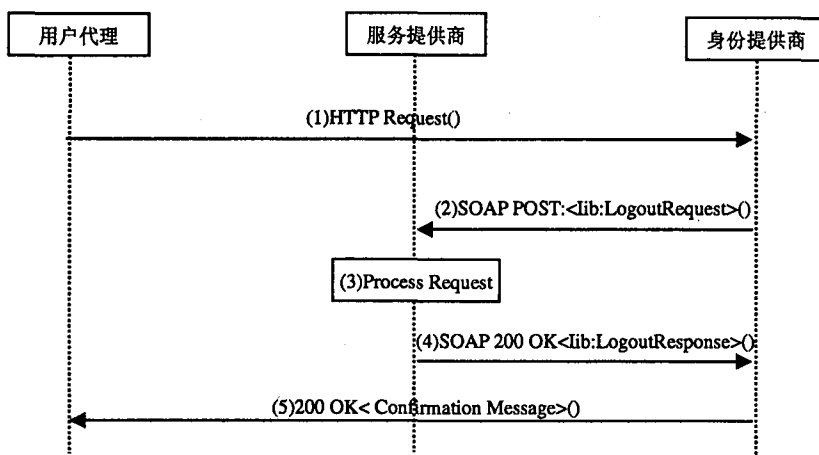 用户代理
服务提供商
身份提供商
(1)HTTP Request()
(2)SOAP POST:<lib:LogoutRequest>()
(3)Process Request
(4)SOAP 200 OK<lib:LogoutResponse>()
(5)200 OK< Confirmation Message>()